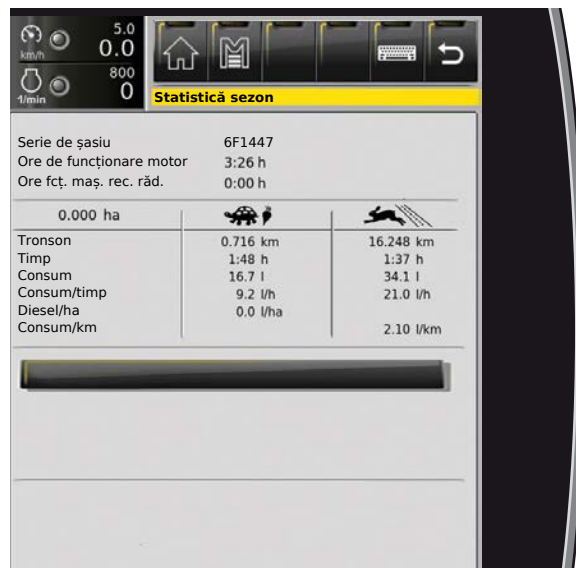 km/h
5.0
0.0
1/min
800
0
Statistică sezon
Serie de șasiu 6F1447
Ore de funcționare motor 3:26 h
Ore fcț. maș. rec. răd. 0:00 h
0.000 ha
Tronson 0.716 km 16.248 km
Timp 1:48 h 1:37 h
Consum 16.7 l 34.1 l
Consum/timp 9.2 l/h 21.0 l/h
Diesel/ha 0.0 l/ha
Consum/km 2.10 l/km